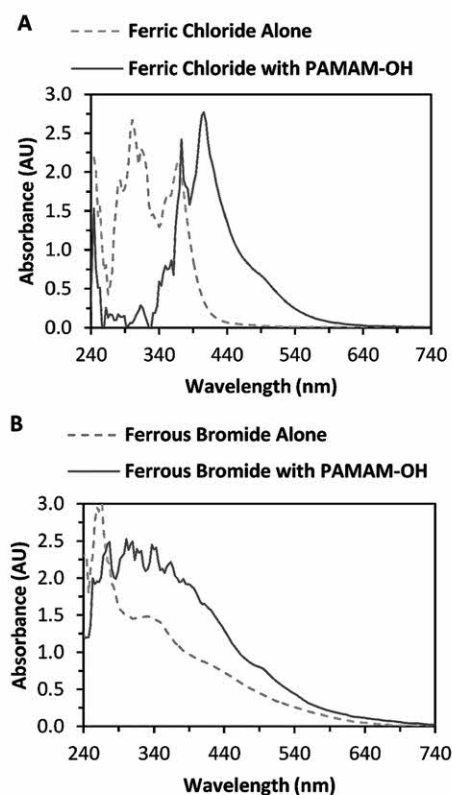 A
Ferric Chloride Alone
Ferric Chloride with PAMAM-OH
3.0
2.5
2.0
1.5
1.0
0.5
0.0
Absorbance (AU)
240 340 440 540 640 740
Wavelength (nm)
B
Ferrous Bromide Alone
Ferrous Bromide with PAMAM-OH
3.0
2.5
2.0
1.5
1.0
0.5
0.0
Absorbance (AU)
240 340 440 540 640 740
Wavelength (nm)